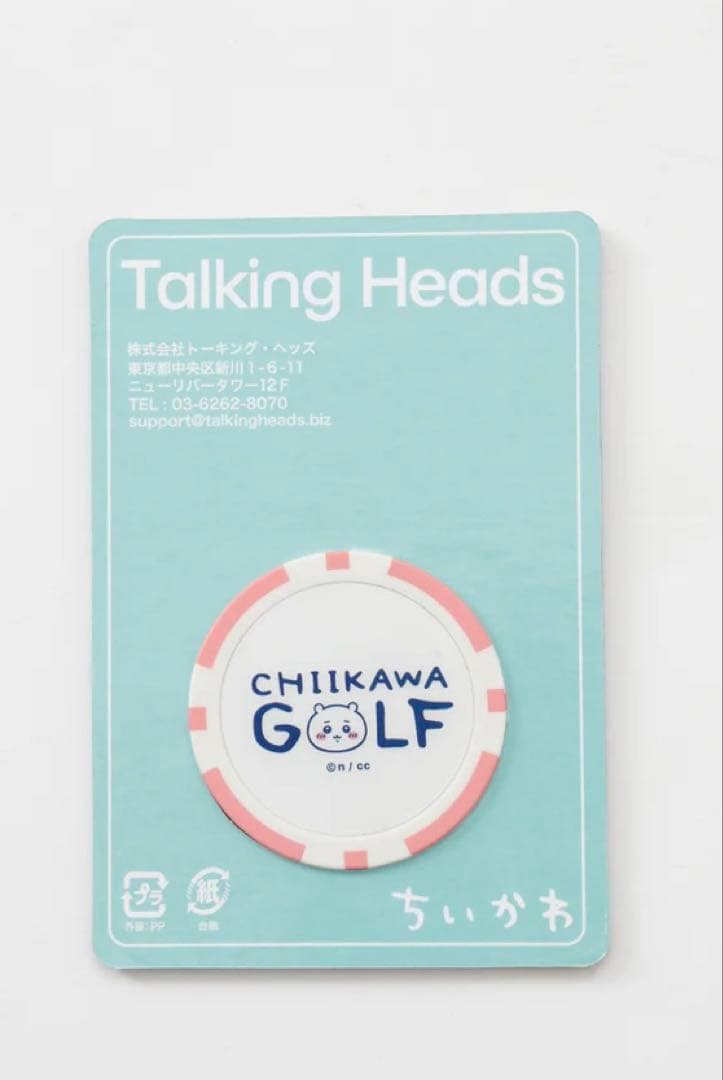 Talking Heads
株式会社トーキング・ヘッズ
東京都中央区新川1-6-11
ニューリバータワー12F
TEL : 03-6262-8070
support@talkingheads.biz
CHIIKAWA
GOLF
©n / cc
プラ
紙
外装:PP
台紙
ちいかわ